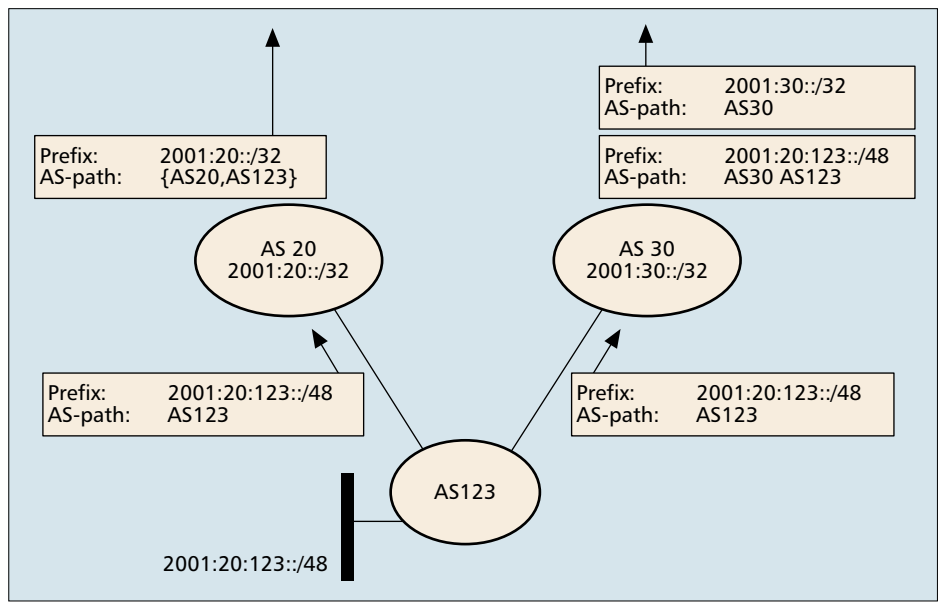 Prefix: 2001:30::/32
AS-path: AS30
Prefix: 2001:20::/32
AS-path: {AS20,AS123}
Prefix: 2001:20:123::/48
AS-path: AS30 AS123
AS 20
2001:20::/32
AS 30
2001:30::/32
Prefix: 2001:20:123::/48
AS-path: AS123
Prefix: 2001:20:123::/48
AS-path: AS123
AS123
2001:20:123::/48